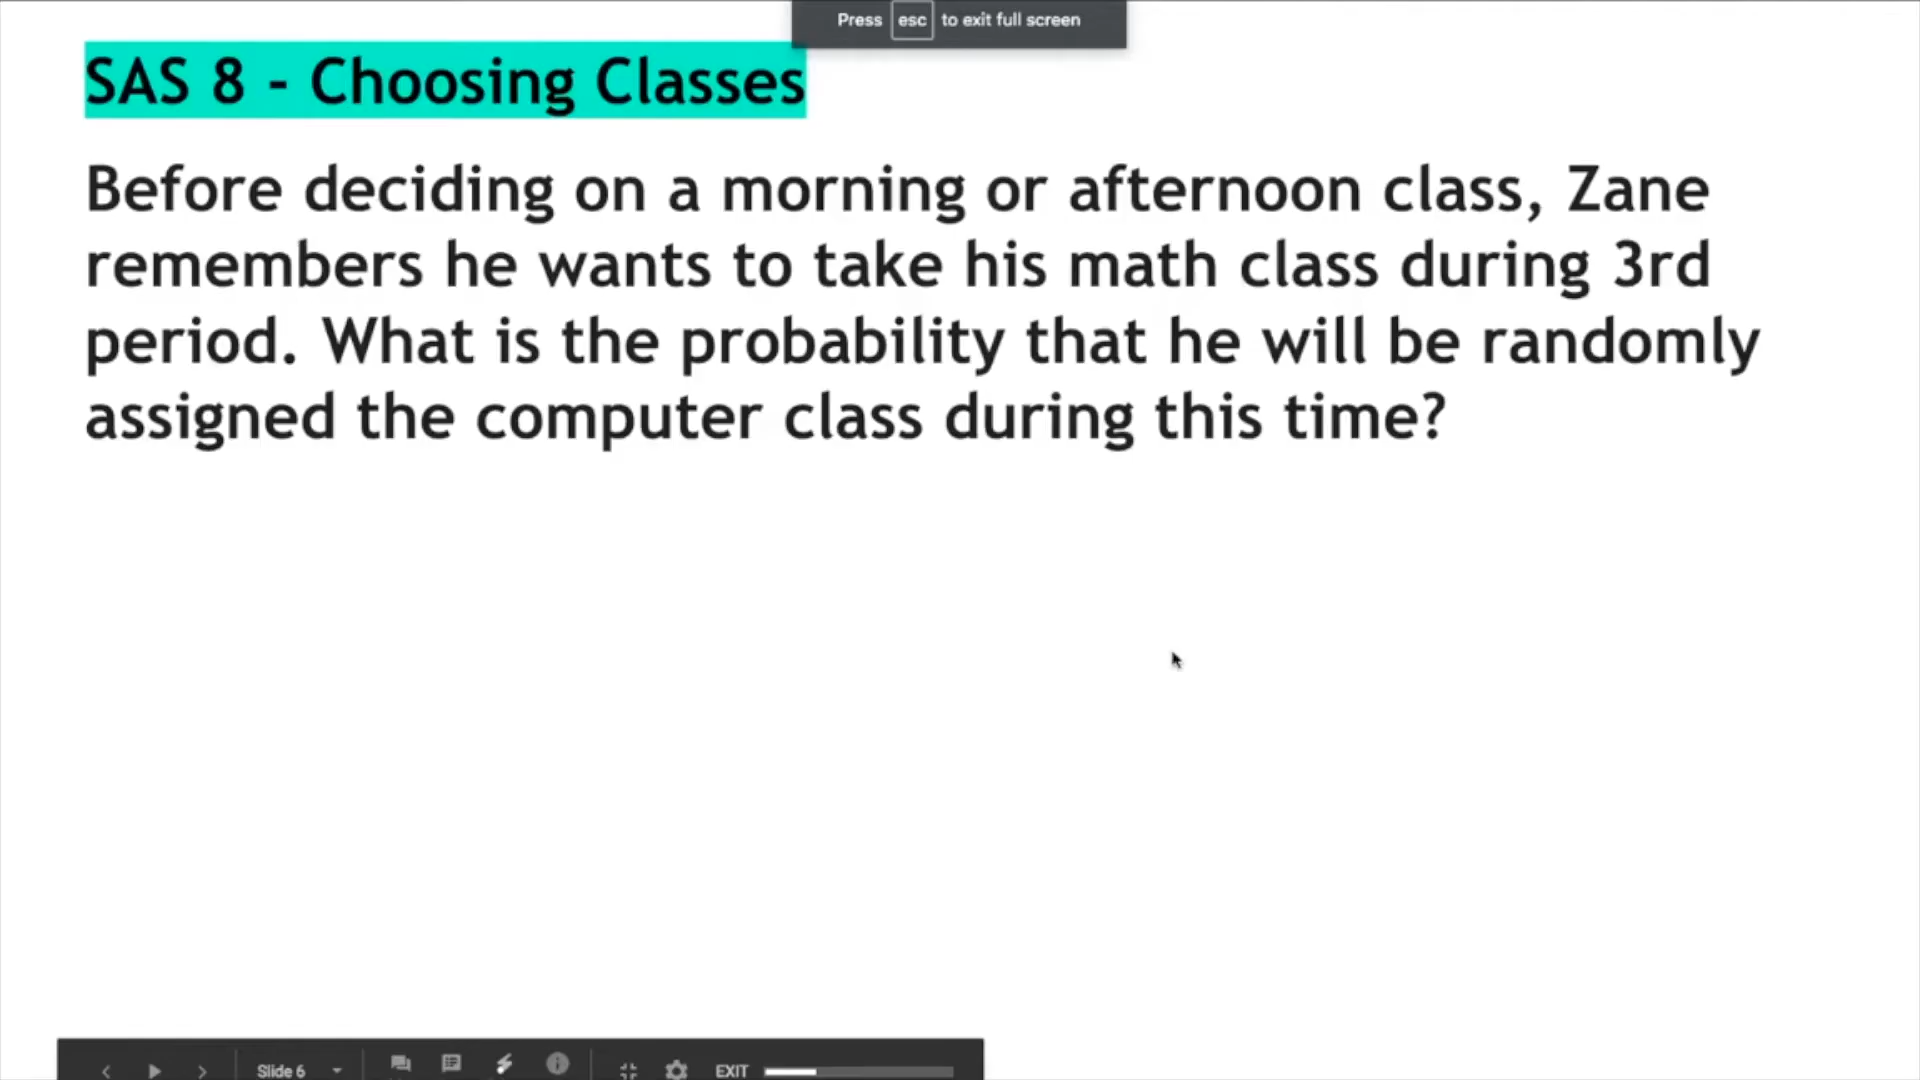 Press esc to exit full screen
SAS 8 - Choosing Classes
Before deciding on a morning or afternoon class, Zane
remembers he wants to take his math class during 3rd
period. What is the probability that he will be randomly
assigned the computer class during this time?
Slide 6
EXIT